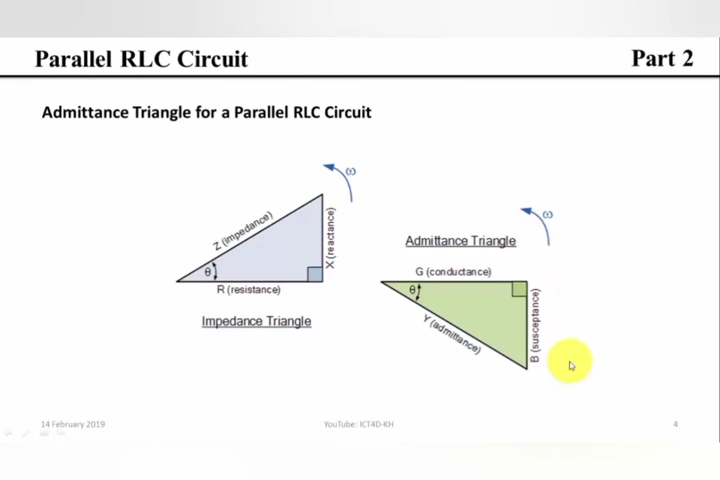 Parallel RLC Circuit
Part 2
Admittance Triangle for a Parallel RLC Circuit
ω
Z (impedance)
X (reactance)
θ
R (resistance)
Impedance Triangle
ω
Admittance Triangle
G (conductance)
θ
Y (admittance)
B (susceptance)
14 February 2019
YouTube: ICT4D-KH
4